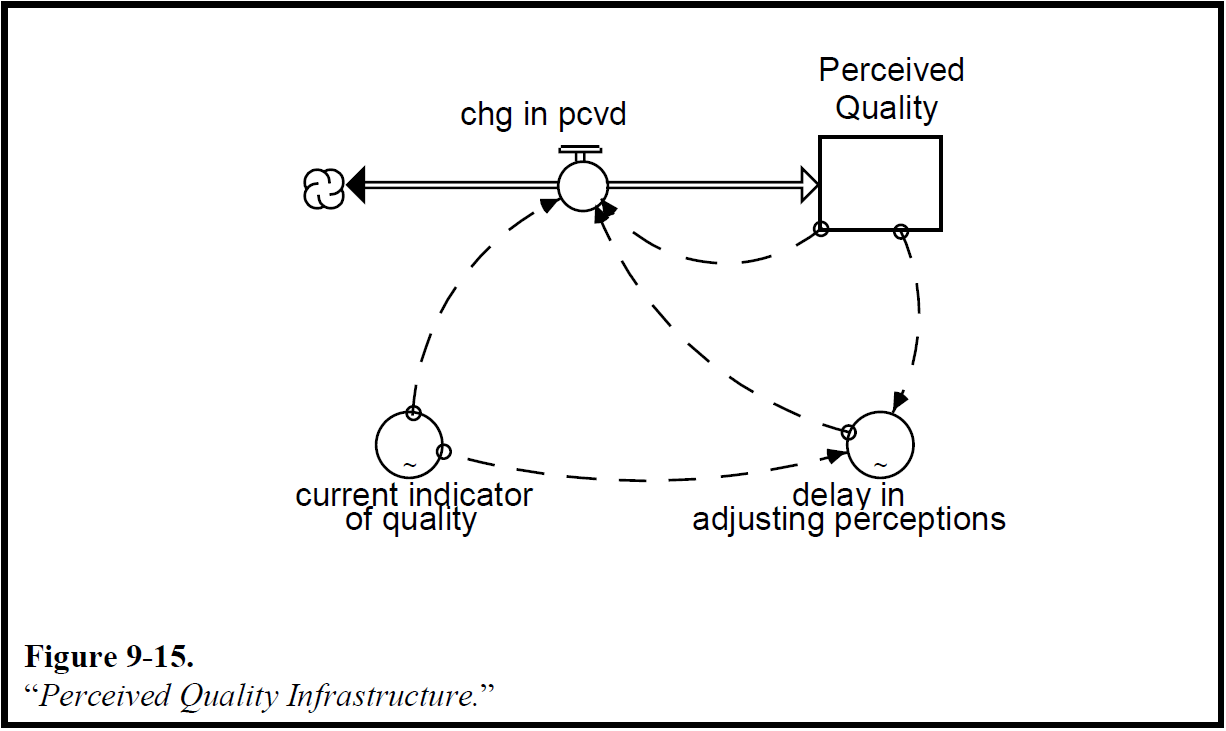 Perceived
Quality
chg in pcvd
~
~
current indicator
of quality
delay in
adjusting perceptions
Figure 9-15.
“Perceived Quality Infrastructure.”